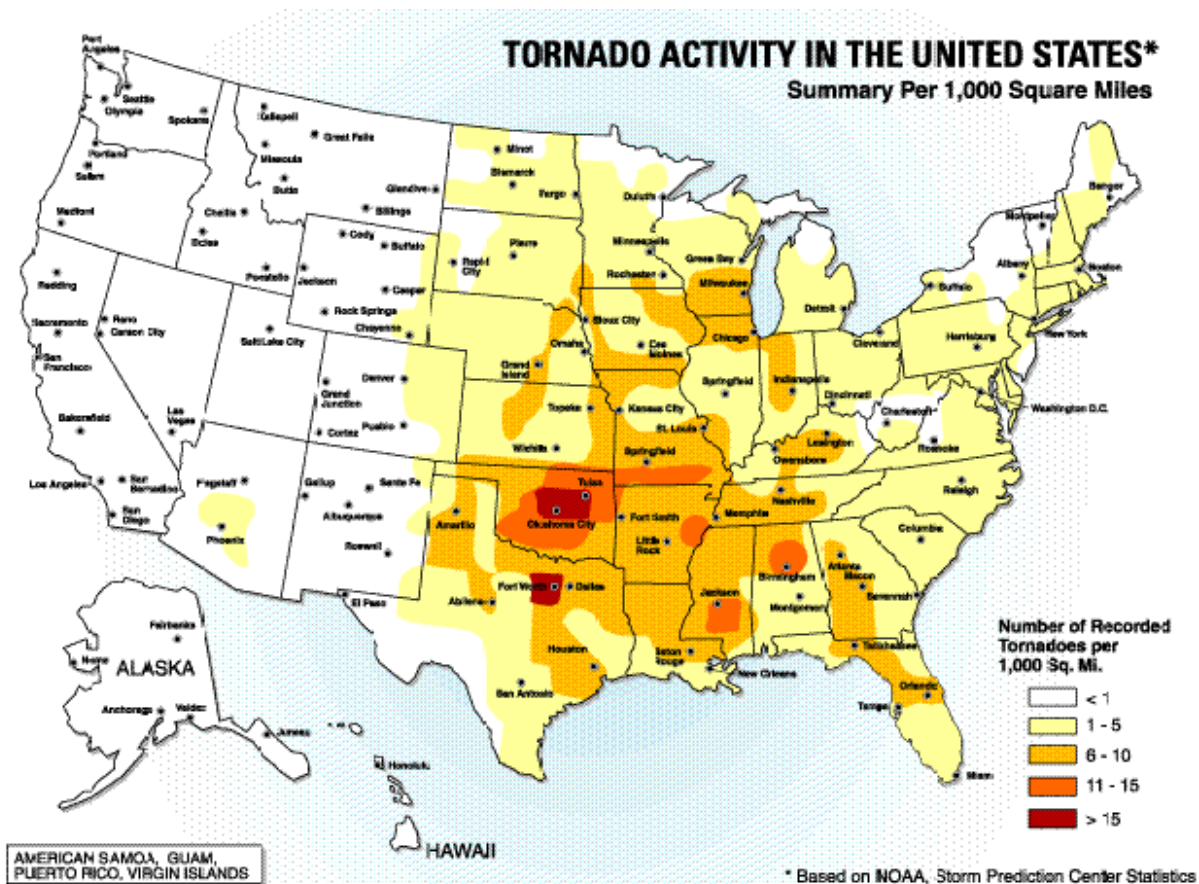 TORNADO ACTIVITY IN THE UNITED STATES*
Summary Per 1,000 Square Miles
Port
Angeles
Seattle
Olympia
Spokane
Portland
Salem
Medford
Kalispell
Great Falls
Missoula
Butte
Glendive
Billings
Challis
Boise
Pocatello
Cody
Buffalo
Jackson
Casper
Rock Springs
Cheyenne
Minot
Bismarck
Fargo
Pierre
Rapid
City
Duluth
Minneapolis
Rochester
Green Bay
Milwaukee
Sioux City
Omaha
Des
Moines
Grand
Island
Chicago
Detroit
Montpelier
Bangor
Albany
Boston
Buffalo
New York
Cleveland
Harrisburg
Washington D.C.
Redding
Reno
Carson City
Sacramento
San
Francisco
Salt Lake City
Bakersfield
Las
Vegas
Los Angeles
San
Bernardino
San
Diego
Denver
Grand
Junction
Pueblo
Cortez
Topeka
Wichita
Kansas City
Springfield
St. Louis
Springfield
Indianapolis
Cincinnati
Charleston
Roanoke
Lexington
Owensboro
Flagstaff
Phoenix
Gallup
Santa Fe
Albuquerque
Roswell
El Paso
Amarillo
Tulsa
Oklahoma City
Fort Smith
Little
Rock
Memphis
Nashville
Raleigh
Columbia
Atlanta
Macon
Savannah
Birmingham
Montgomery
Jackson
Fort Worth
Dallas
Abilene
Houston
San Antonio
Baton
Rouge
New Orleans
Tallahassee
Orlando
Tampa
Miami
Fairbanks
Nome
ALASKA
Anchorage
Valdez
Juneau
Honolulu
HAWAII
Number of Recorded
Tornadoes per
1,000 Sq. Mi.
< 1
1 - 5
6 - 10
11 - 15
> 15
AMERICAN SAMOA, GUAM,
PUERTO RICO, VIRGIN ISLANDS
* Based on NOAA, Storm Prediction Center Statistics